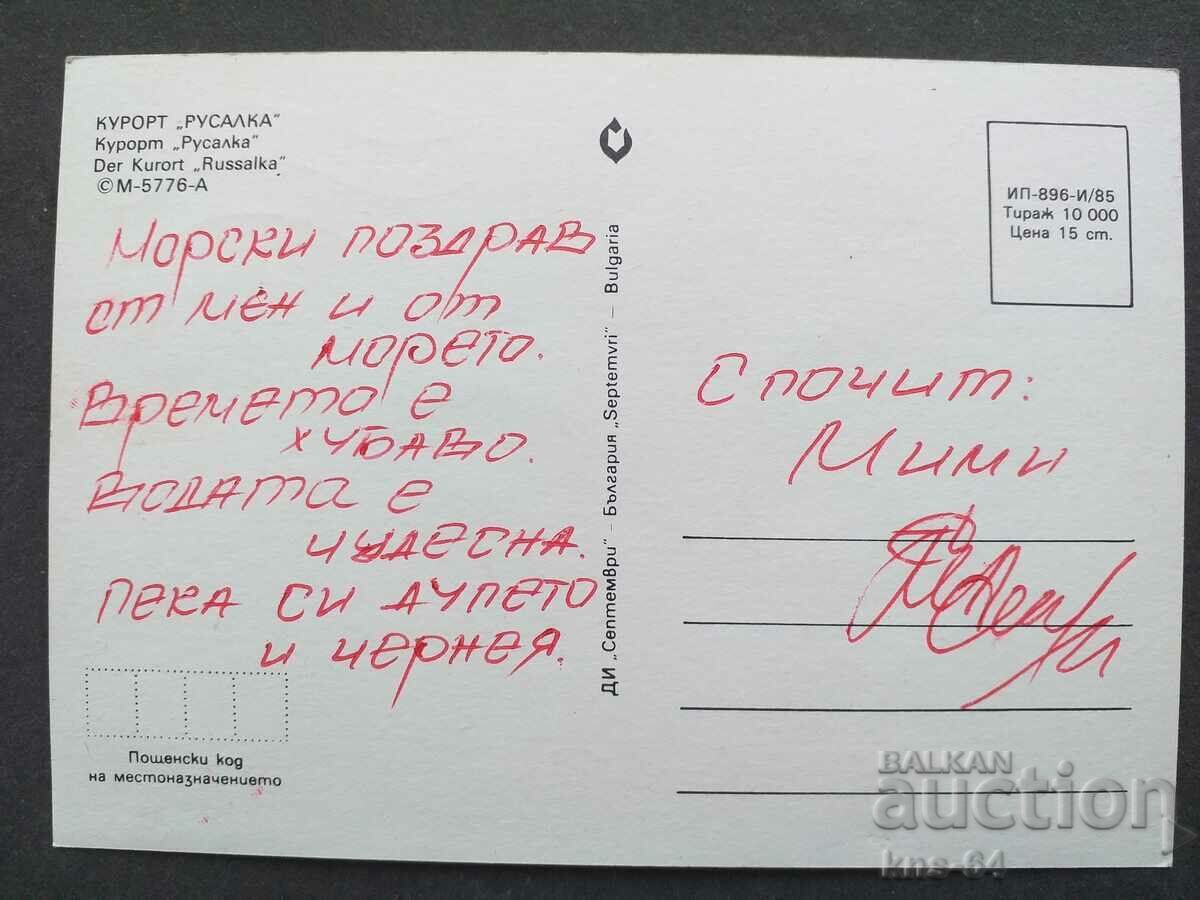 КУРОРТ „РУСАЛКА"
Курорт „Русалка"
Der Kurort „Russalka"
©М-5776-А
Морски поздрав
от мен и от
морето.
Времето е
хубаво.
Водата е
чудесна.
Пека си дупето
и чернея.
Пощенски код
на местоназначението
ДИ „Септември" – България „Septemvri" – Bulgaria
ИП-896-И/85
Тираж 10 000
Цена 15 ст.
С почит:
Мими
BALKAN
auction
kns-64